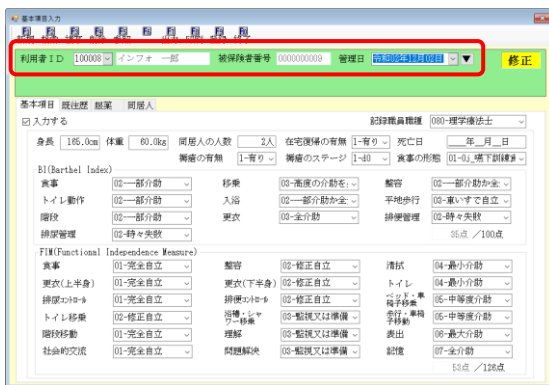 基本項目入力
利用者ID 100008 インフォ 一郎 被保険者番号 0000000009 管理日 令和02年11月02日 ▼ 修正
基本項目 既往歴 服薬 同居人
入力する 記録職員職種 080-理学療法士
身長 165.0cm 体重 60.0kg 同居人の人数 2人 在宅復帰の有無 1-有り 死亡日 __年__月__日
褥瘡の有無 1-有り 褥瘡のステージ 1-d0 食事の形態 01-0j_嚥下訓練
BI(Barthel Index)
食事 02-一部介助 移乗 03-高度の介助を 整容 02-一部介助か全
トイレ動作 02-一部介助 入浴 02-一部介助か全 平地歩行 03-車いすで自立
階段 02-一部介助 更衣 03-全介助 排便管理 02-時々失敗
排尿管理 02-時々失敗 35点 /100点
FIM(Functional Independence Measure)
食事 01-完全自立 整容 02-修正自立 清拭 04-最小介助
更衣(上半身) 01-完全自立 更衣(下半身) 02-修正自立 トイレ 04-最小介助
排尿コントロール 01-完全自立 排便コントロール 02-修正自立 ベッド・車椅子移乗 05-中等度介助
トイレ移乗 02-修正自立 浴槽・シャワー移乗 03-監視又は準備 歩行・車椅子移動 05-中等度介助
階段移動 01-完全自立 理解 03-監視又は準備 表出 06-最大介助
社会的交流 01-完全自立 問題解決 03-監視又は準備 記憶 07-全介助
53点 /126点